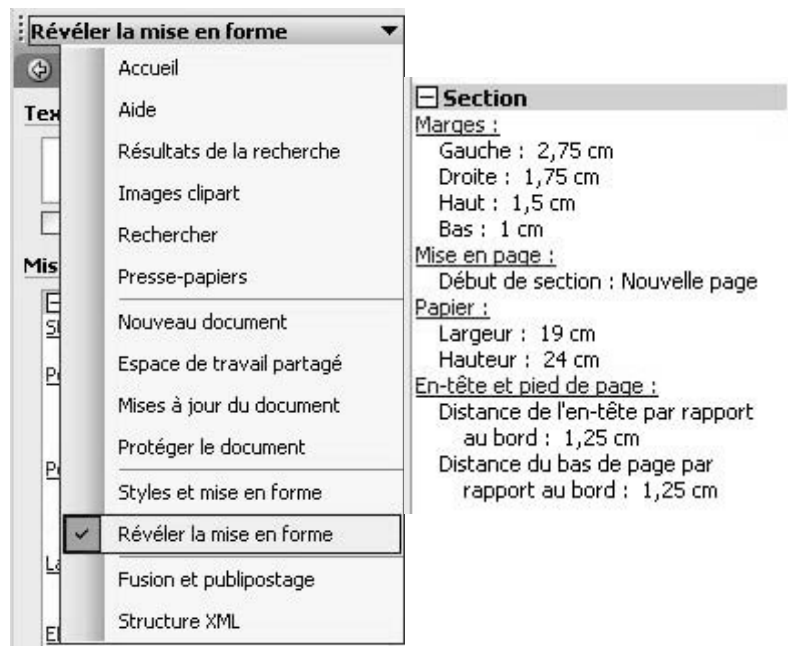 Révéler la mise en forme
Accueil
Tex
Aide
Résultats de la recherche
Images clipart
Rechercher
Mis
Presse-papiers
Nouveau document
Espace de travail partagé
Mises à jour du document
Protéger le document
Styles et mise en forme
Révéler la mise en forme
Fusion et publipostage
Structure XML
Section
Marges :
Gauche : 2,75 cm
Droite : 1,75 cm
Haut : 1,5 cm
Bas : 1 cm
Mise en page :
Début de section : Nouvelle page
Papier :
Largeur : 19 cm
Hauteur : 24 cm
En-tête et pied de page :
Distance de l'en-tête par rapport
au bord : 1,25 cm
Distance du bas de page par
rapport au bord : 1,25 cm